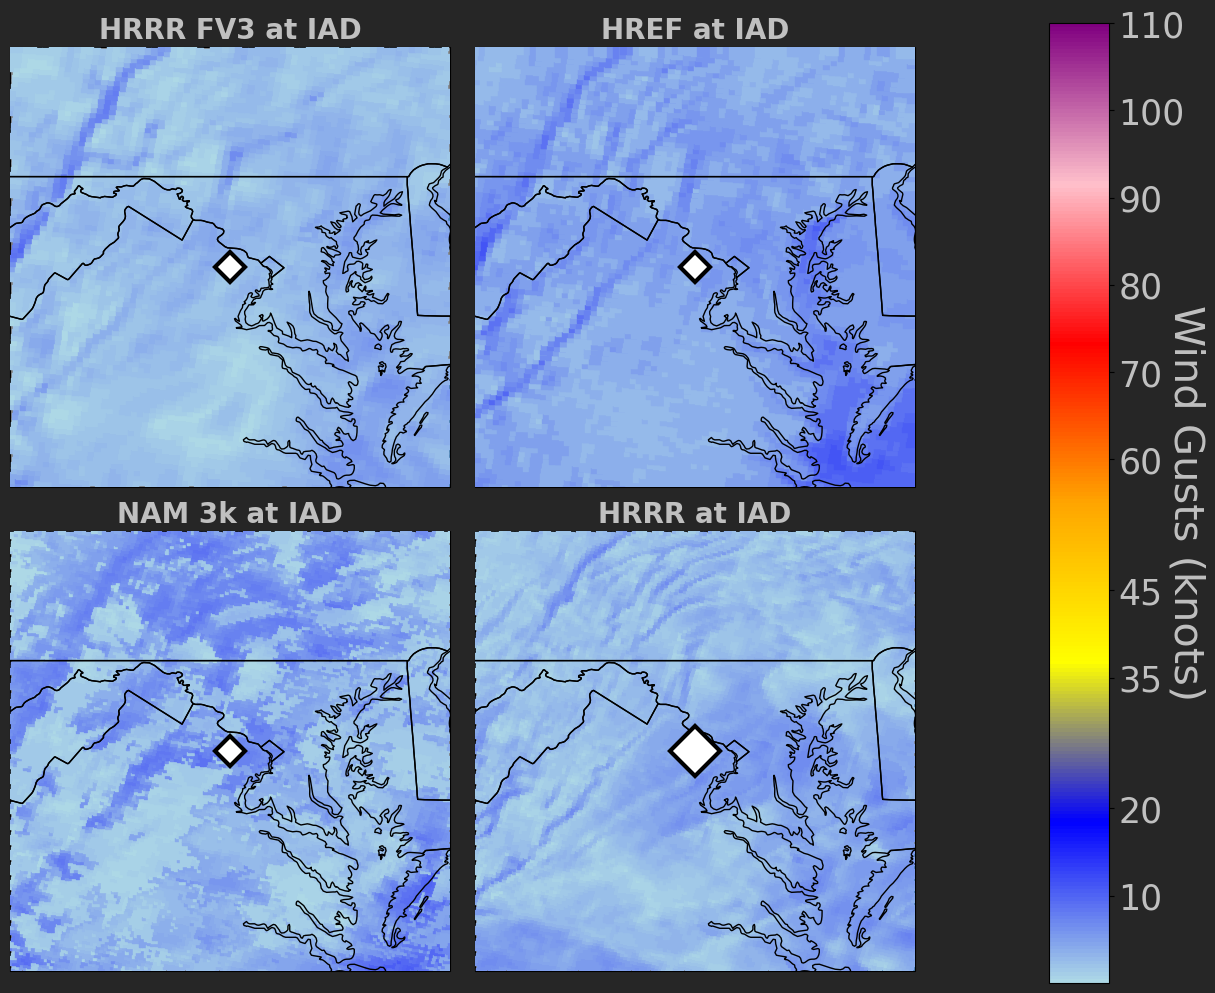 HRRR FV3 at IAD
HREF at IAD
NAM 3k at IAD
HRRR at IAD
110
100
90
80
70
60
45
35
20
10
Wind Gusts (knots)